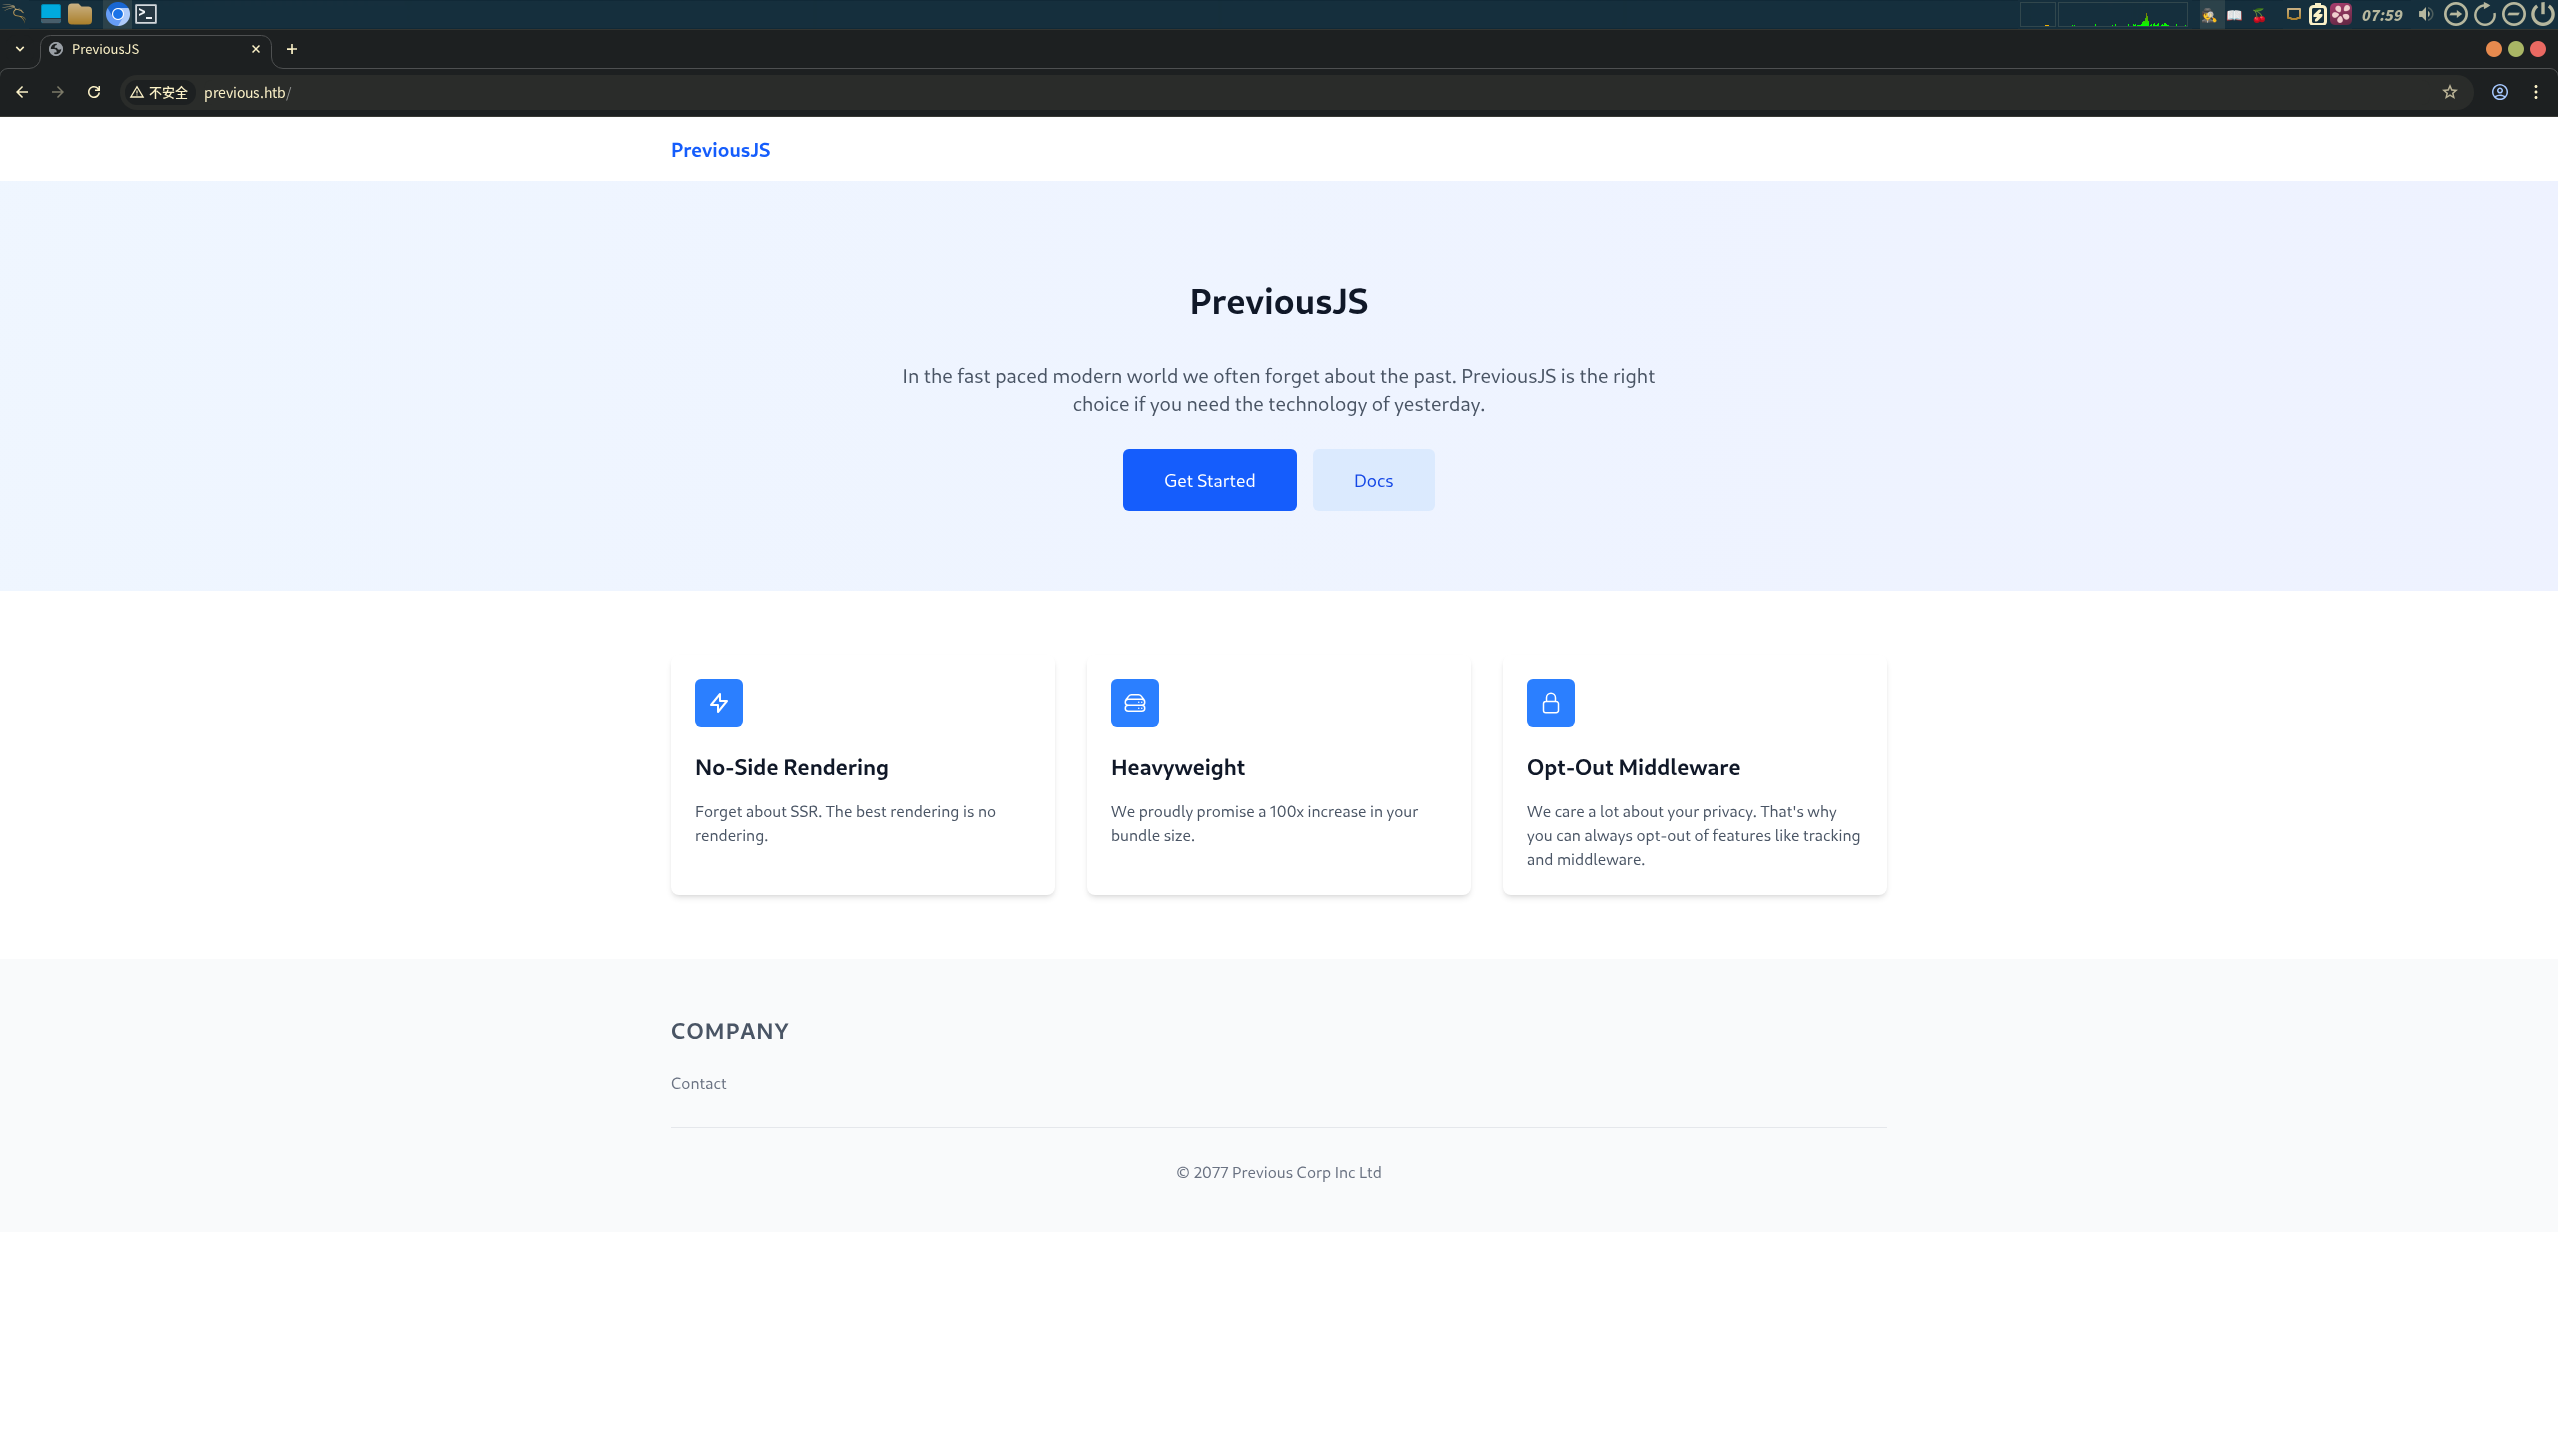 07:59
PreviousJS
不安全
previous.htb/
PreviousJS
PreviousJS
In the fast paced modern world we often forget about the past. PreviousJS is the right
choice if you need the technology of yesterday.
Get Started
Docs
No-Side Rendering
Forget about SSR. The best rendering is no
rendering.
Heavyweight
We proudly promise a 100x increase in your
bundle size.
Opt-Out Middleware
We care a lot about your privacy. That's why
you can always opt-out of features like tracking
and middleware.
COMPANY
Contact
© 2077 Previous Corp Inc Ltd